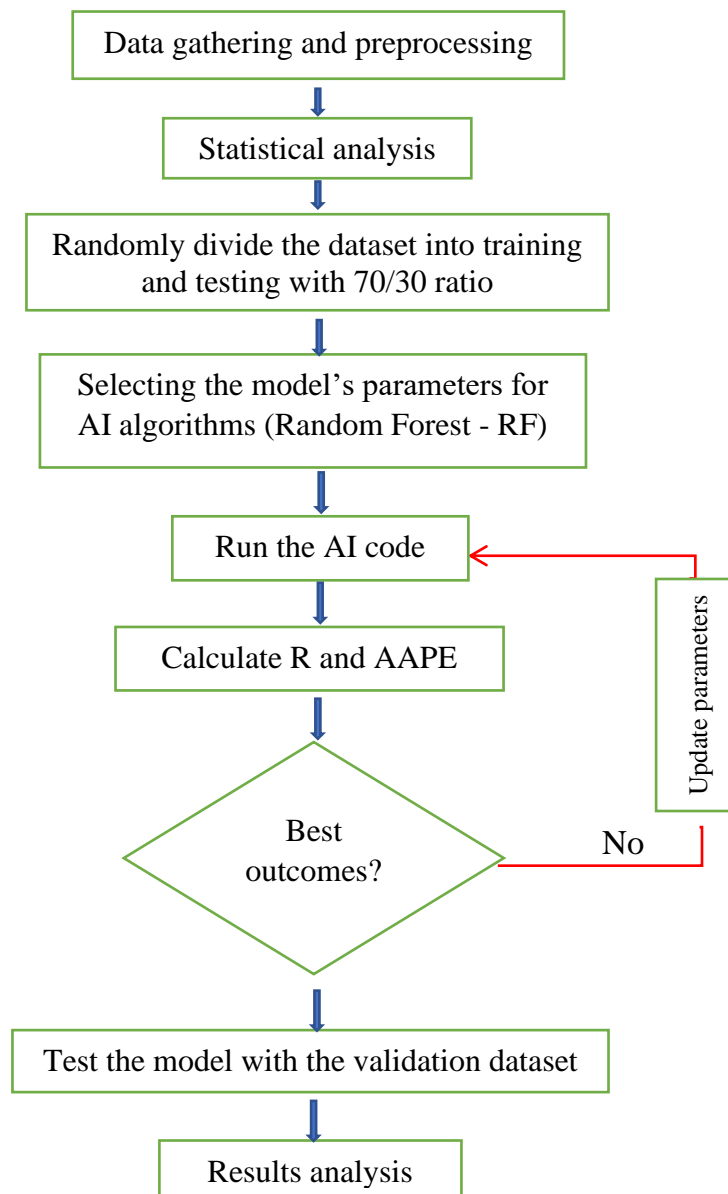 Data gathering and preprocessing
Statistical analysis
Randomly divide the dataset into training
and testing with 70/30 ratio
Selecting the model’s parameters for
AI algorithms (Random Forest - RF)
Run the AI code
Calculate R and AAPE
Update parameters
Best
outcomes?
No
Test the model with the validation dataset
Results analysis